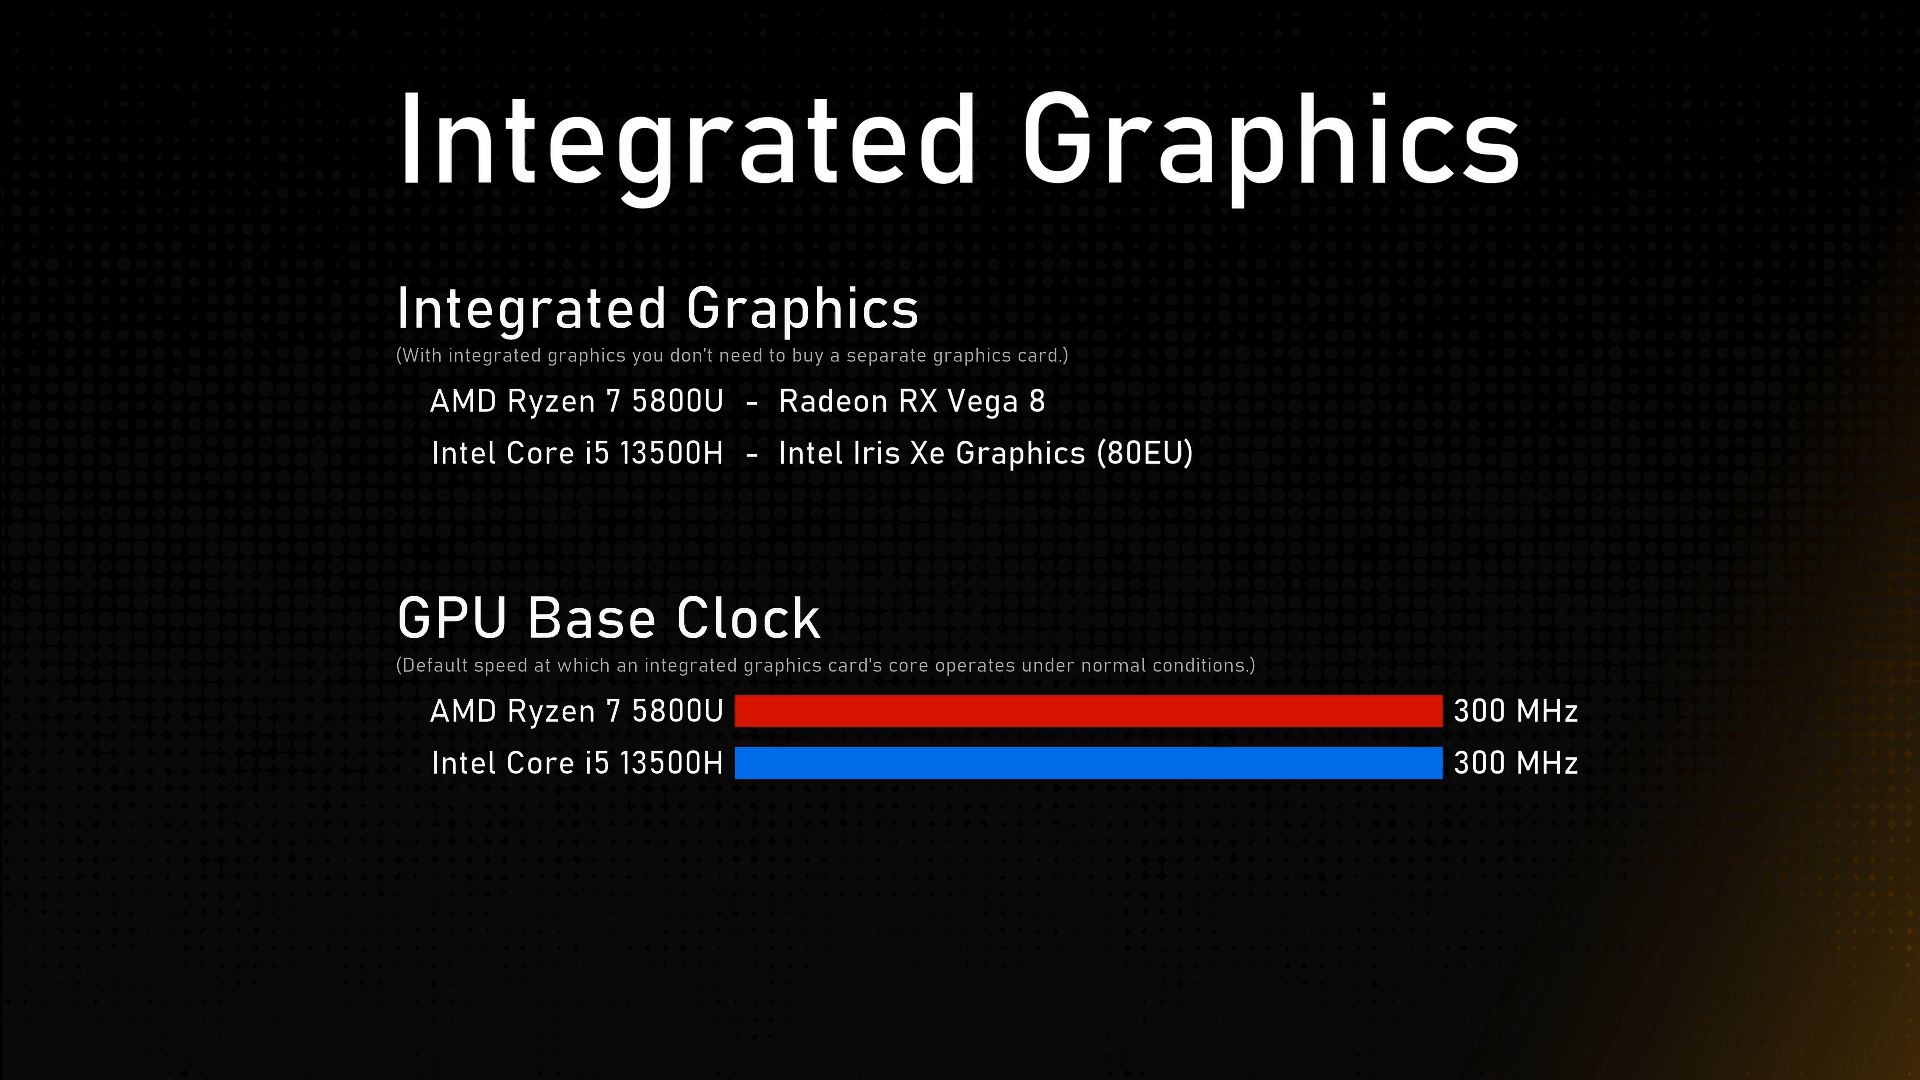 Integrated Graphics
Integrated Graphics
(With integrated graphics you don't need to buy a separate graphics card.)
AMD Ryzen 7 5800U - Radeon RX Vega 8
Intel Core i5 13500H - Intel Iris Xe Graphics (80EU)
GPU Base Clock
(Default speed at which an integrated graphics card's core operates under normal conditions.)
AMD Ryzen 7 5800U 300 MHz
Intel Core i5 13500H 300 MHz